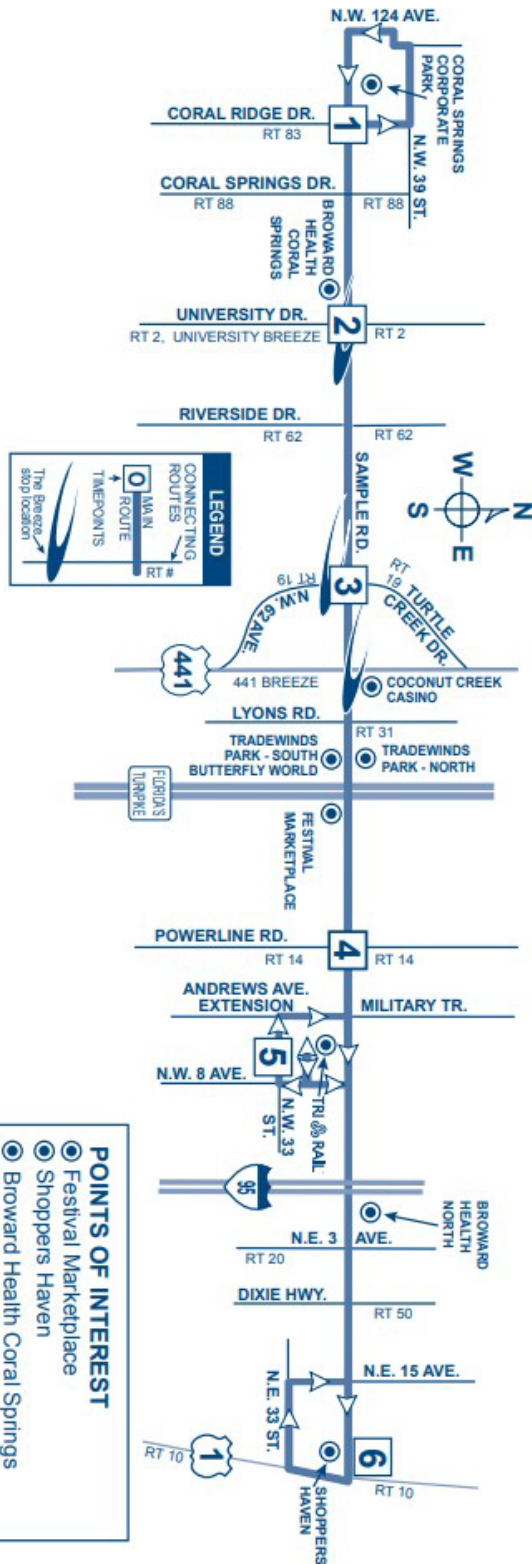 N.W. 124 AVE.
CORAL SPRINGS
CORPORATE
PARK
N.W. 39 ST.
CORAL RIDGE DR.
RT 83
1
CORAL SPRINGS DR.
RT 88
RT 88
BROWARD
HEALTH
CORAL
SPRINGS
UNIVERSITY DR.
RT 2, UNIVERSITY BREEZE
2
RT 2
RIVERSIDE DR.
RT 62
RT 62
SAMPLE RD.
N
W
E
S
LEGEND
CONNECTING
ROUTES
MAIN
ROUTE
TIMEPOINTS
O
RT #
The Breeze
stop location
3
RT 19
N.W. 62 AVE.
RT
19
TURTLE
CREEK DR.
441
441 BREEZE
COCONUT CREEK
CASINO
LYONS RD.
RT 31
TRADEWINDS
PARK - SOUTH
BUTTERFLY WORLD
TRADEWINDS
PARK - NORTH
FLORIDA'S
TURNPIKE
FESTIVAL
MARKETPLACE
POWERLINE RD.
RT 14
4
RT 14
ANDREWS AVE.
EXTENSION
MILITARY TR.
5
N.W. 8 AVE.
N.W. 33
ST.
TRI RAIL
95
BROWARD
HEALTH
NORTH
N.E. 3 AVE.
RT 20
DIXIE HWY.
RT 50
N.E. 15 AVE.
N.E. 33 ST.
6
SHOPPERS
HAVEN
RT 10
1
RT 10
POINTS OF INTEREST
Festival Marketplace
Shoppers Haven
Broward Health Coral Springs